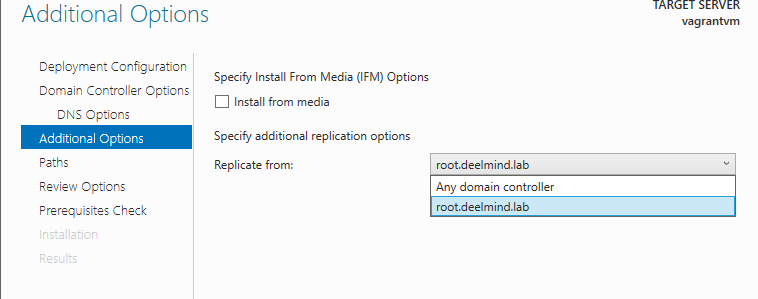 Additional Options
TARGET SERVER
vagrantvm
Deployment Configuration
Domain Controller Options
DNS Options
Additional Options
Paths
Review Options
Prerequisites Check
Installation
Results
Specify Install From Media (IFM) Options
Install from media
Specify additional replication options
Replicate from:
root.deelmind.lab
Any domain controller
root.deelmind.lab